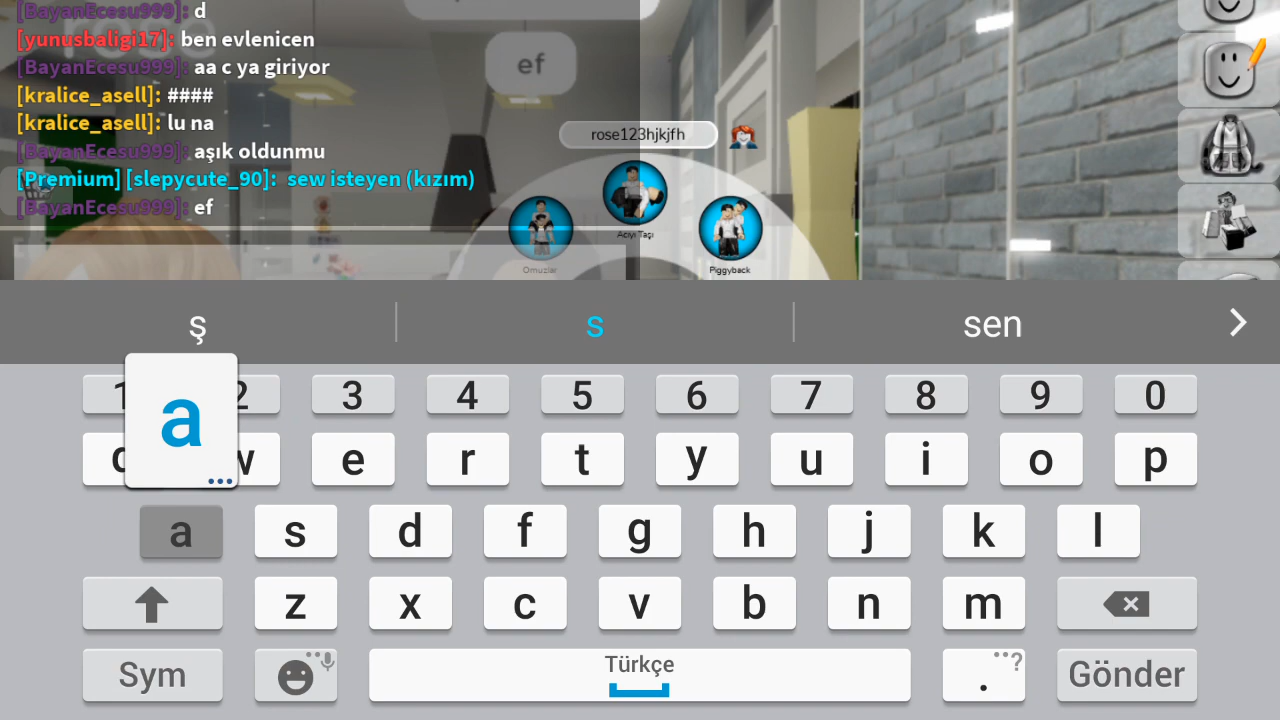 [BayanEcesu999]: d
[yunusbaligi17]: ben evlenicen
[BayanEcesu999]: aa c ya giriyor
[kralice_asell]: ####
[kralice_asell]: lu na
[BayanEcesu999]: aşık oldunmu
[Premium] [slepycute_90]: sew isteyen (kızım)
[BayanEcesu999]: ef
ef
rose123hjkjfh
Acıyı Taşı
Omuzlar
Piggyback
ş s sen
1 2 3 4 5 6 7 8 9 0
a
q w e r t y u i o p
a s d f g h j k l
z x c v b n m
Sym Türkçe . ? Gönder